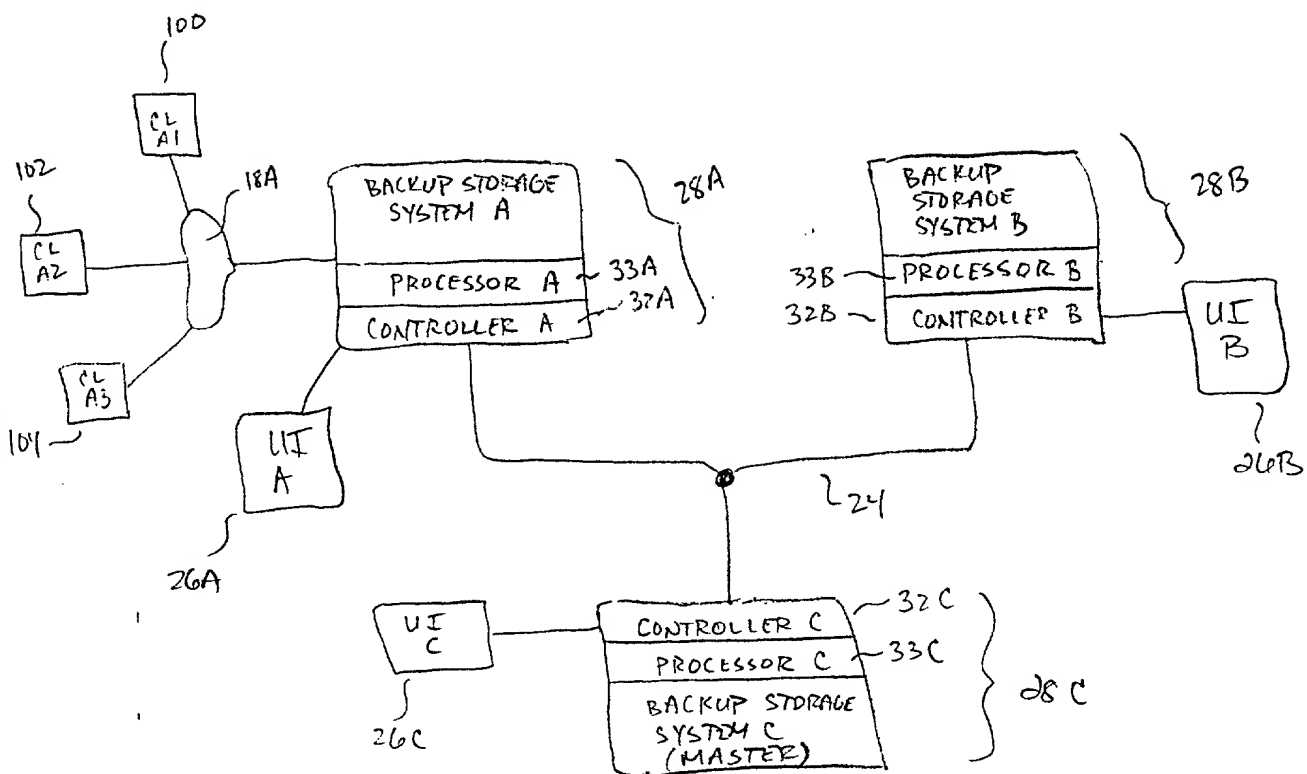 100
CL
A1
102
CL
A2
18A
CL
A3
104
BACKUP STORAGE
SYSTEM A
PROCESSOR A
CONTROLLER A
33A
32A
28A
UI
A
26A
BACKUP
STORAGE
SYSTEM B
PROCESSOR B
CONTROLLER B
33B
32B
28B
UI
B
26B
24
UI
C
26C
CONTROLLER C
PROCESSOR C
BACKUP STORAGE
SYSTEM C
(MASTER)
32C
33C
28C